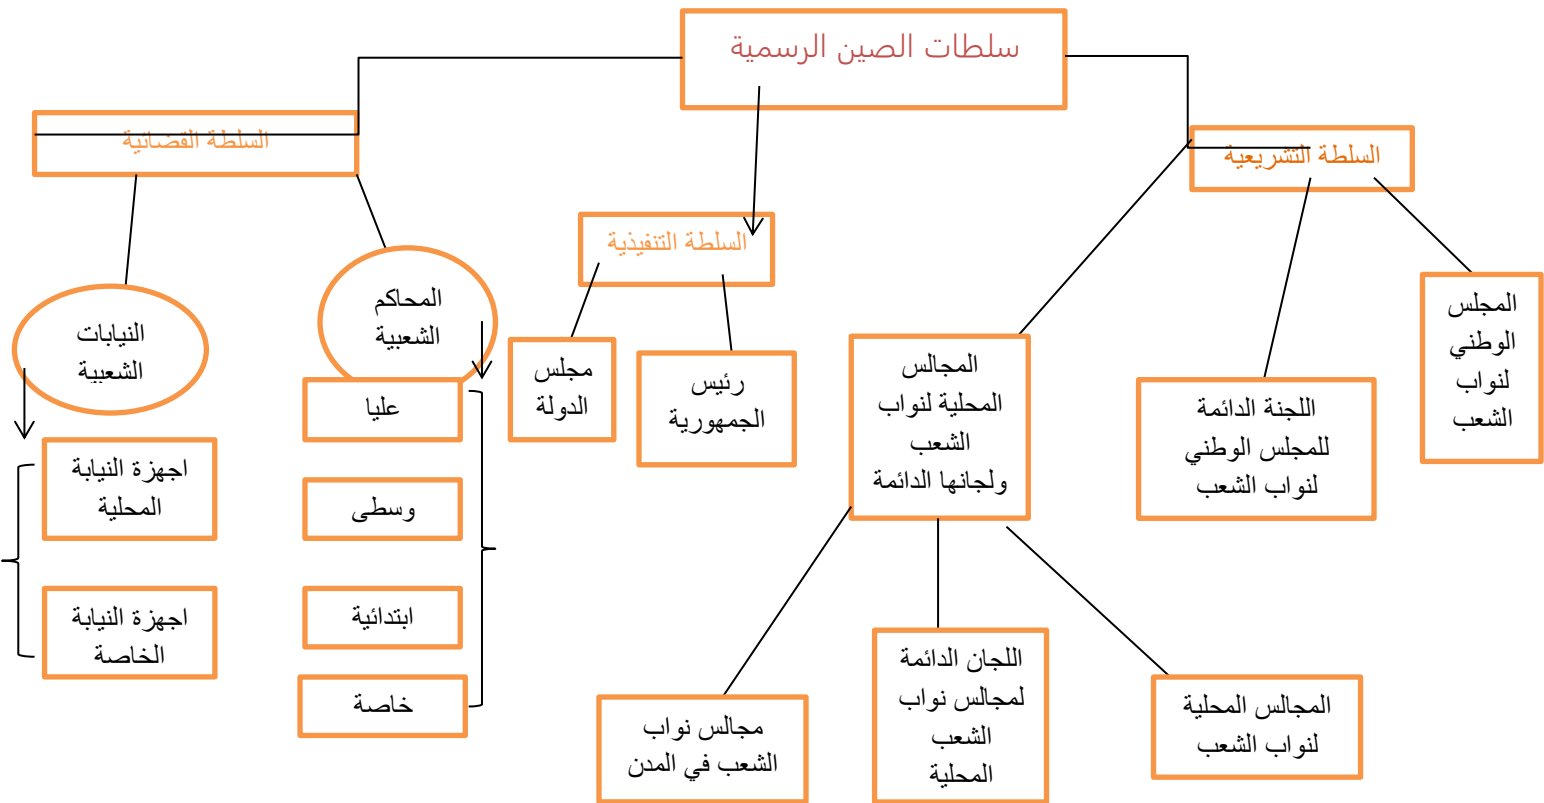 سلطات الصين الرسمية
السلطة التشريعية
المجلس
الوطني
لنواب
الشعب
اللجنة الدائمة
للمجلس الوطني
لنواب الشعب
المجالس
المحلية لنواب
الشعب
ولجانها الدائمة
المجالس المحلية
لنواب الشعب
اللجان الدائمة
لمجالس نواب
الشعب
المحلية
مجالس نواب
الشعب في المدن
السلطة التنفيذية
رئيس
الجمهورية
مجلس
الدولة
السلطة القضائية
المحاكم
الشعبية
عليا
وسطى
ابتدائية
خاصة
النيابات
الشعبية
اجهزة النيابة
المحلية
اجهزة النيابة
الخاصة